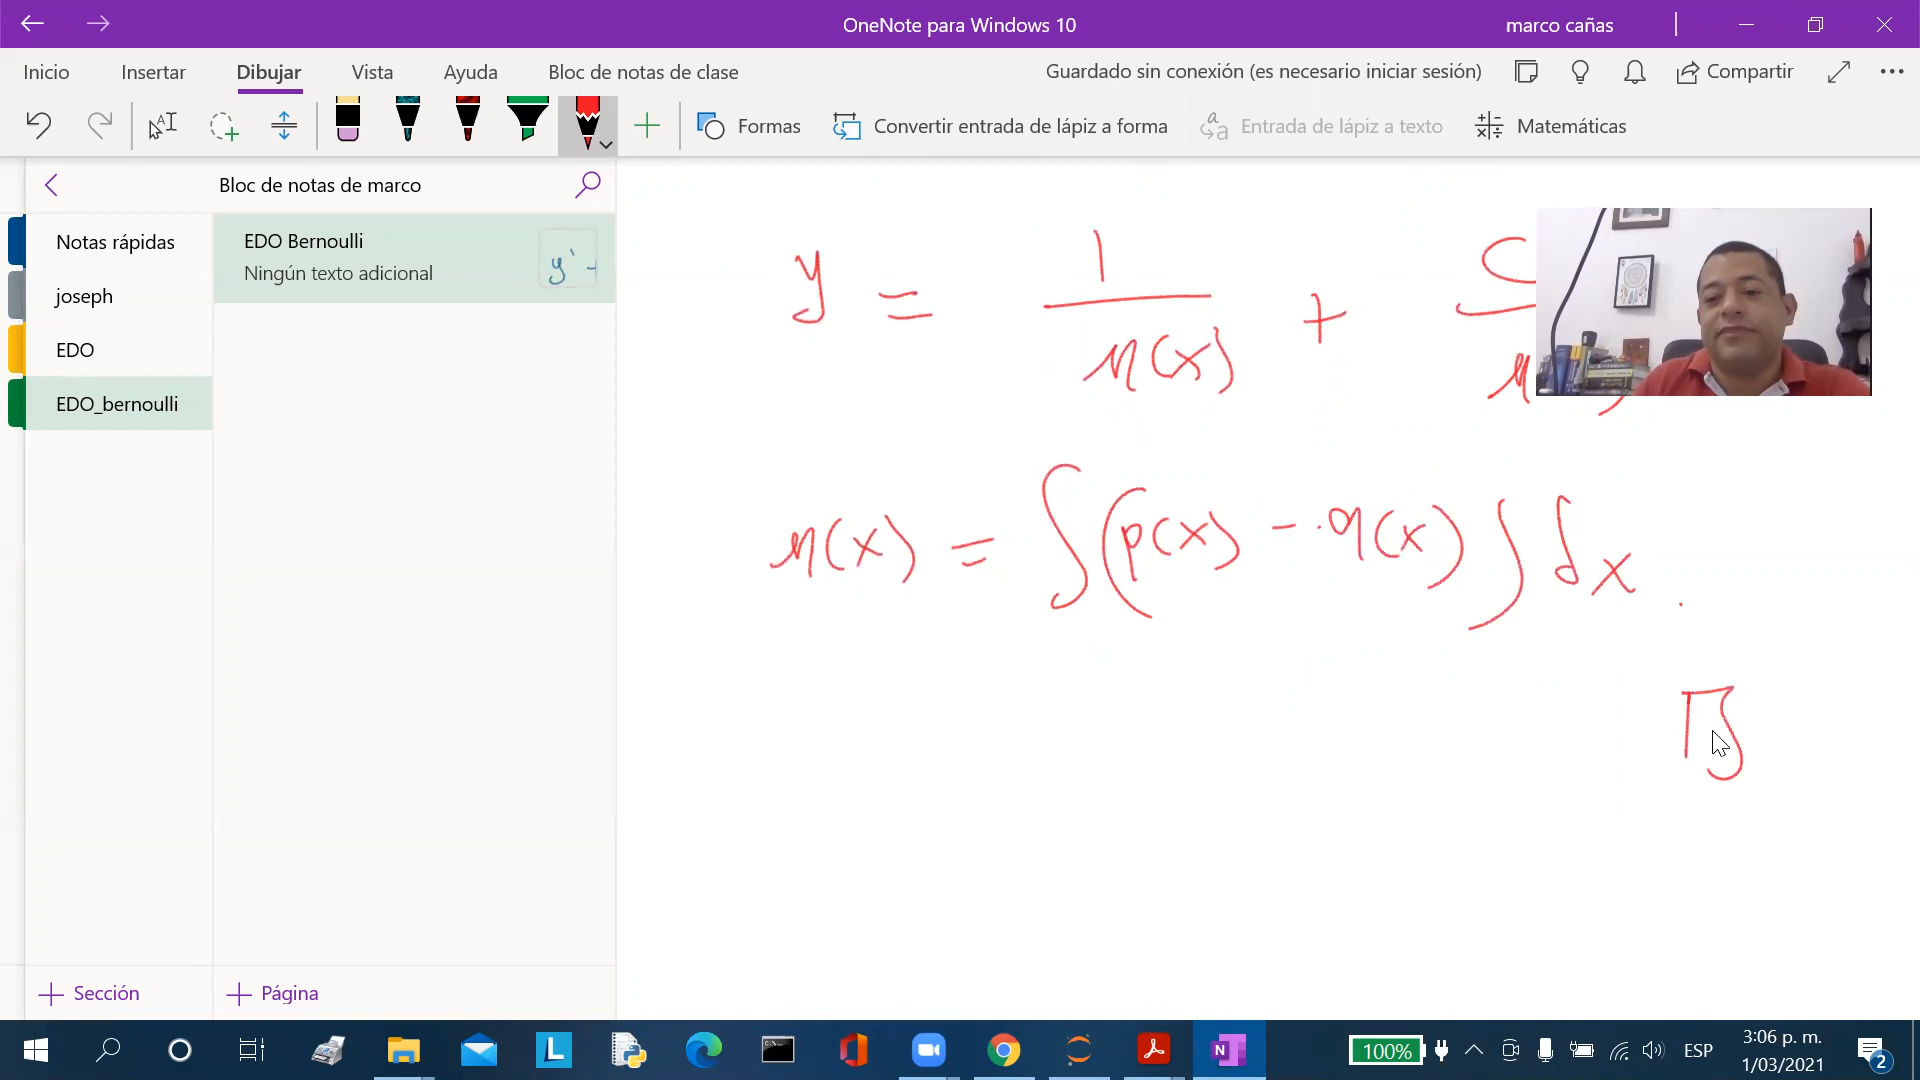 OneNote para Windows 10
marco cañas
Inicio
Insertar
Dibujar
Vista
Ayuda
Bloc de notas de clase
Guardado sin conexión (es necesario iniciar sesión)
Compartir
Formas
Convertir entrada de lápiz a forma
Entrada de lápiz a texto
Matemáticas
Bloc de notas de marco
Notas rápidas
joseph
EDO
EDO_bernoulli
EDO Bernoulli
Ningún texto adicional
y' -
y = 1 / μ(x) + C / μ
μ(x) = ∫ (p(x) - q(x)) dx .
Sección
Página
100%
ESP
3:06 p. m.
1/03/2021
2